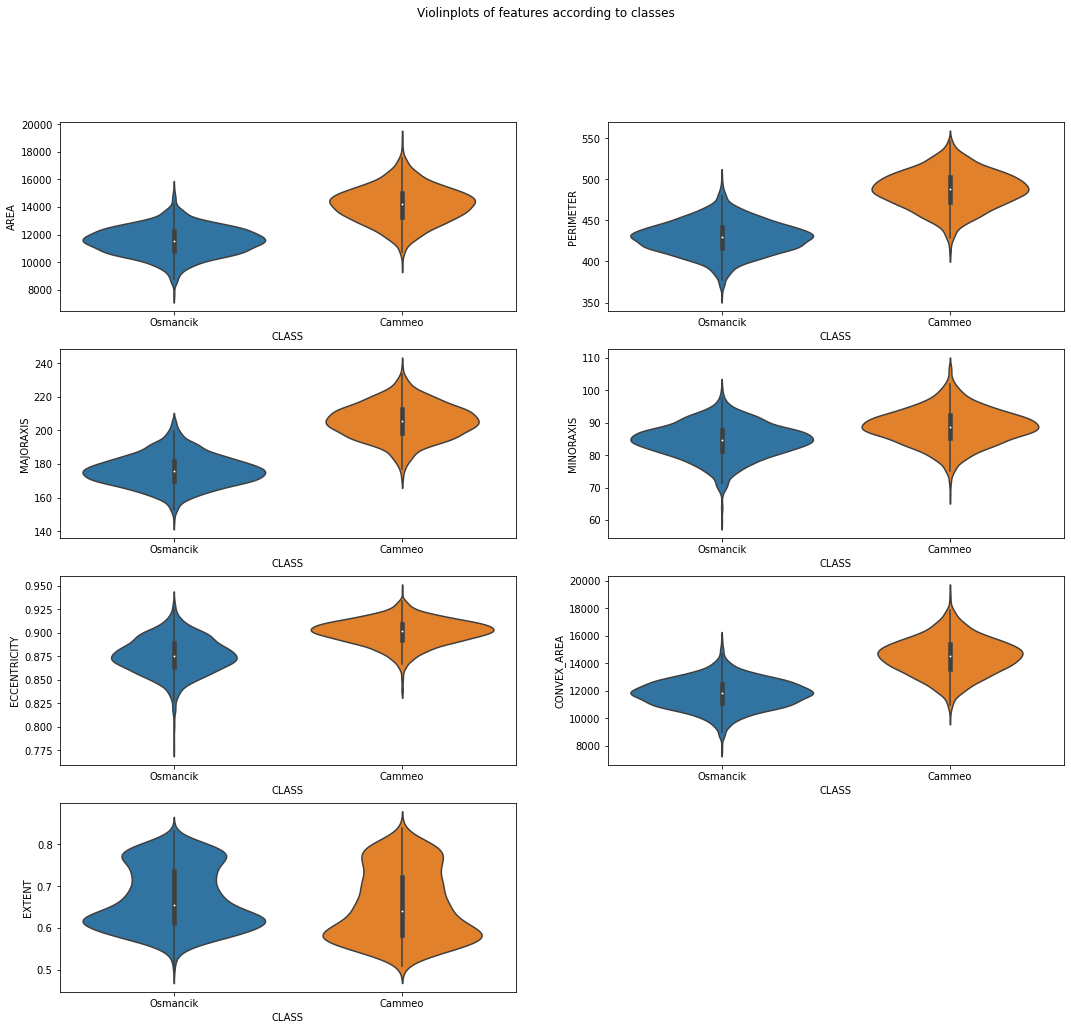 Violinplots of features according to classes
20000
18000
16000
14000
12000
10000
8000
AREA
Osmancik
Cammeo
CLASS
550
500
450
400
350
PERIMETER
Osmancik
Cammeo
CLASS
240
220
200
180
160
140
MAJORAXIS
Osmancik
Cammeo
CLASS
110
100
90
80
70
60
MINORAXIS
Osmancik
Cammeo
CLASS
0.950
0.925
0.900
0.875
0.850
0.825
0.800
0.775
ECCENTRICITY
Osmancik
Cammeo
CLASS
20000
18000
16000
14000
12000
10000
8000
CONVEX_AREA
Osmancik
Cammeo
CLASS
0.8
0.7
0.6
0.5
EXTENT
Osmancik
Cammeo
CLASS